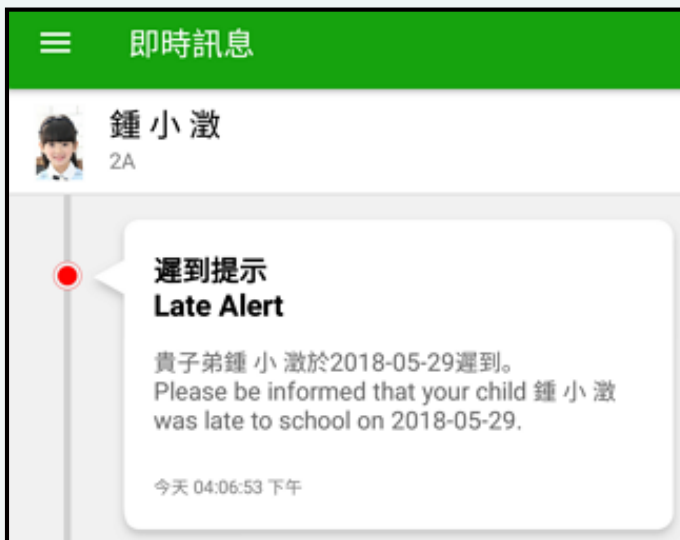 即時訊息
鍾 小 澂
2A
遲到提示
Late Alert
貴子弟鍾 小 澂於2018-05-29遲到。
Please be informed that your child 鍾 小 澂
was late to school on 2018-05-29.
今天 04:06:53 下午